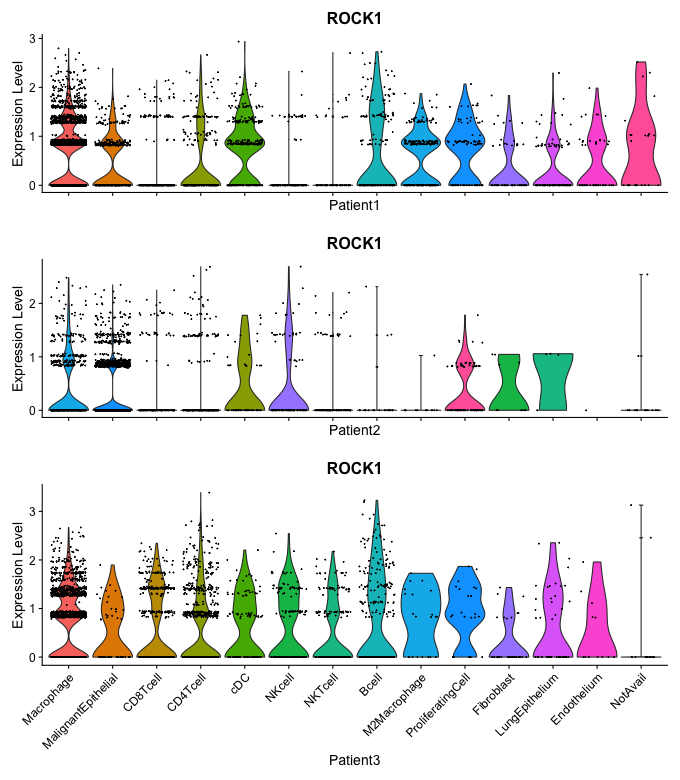 ROCK1
Expression Level
3
2
1
0
Patient1
ROCK1
Expression Level
2
1
0
Patient2
ROCK1
Expression Level
3
2
1
0
Macrophage
MalignantEpithelial
CD8Tcell
CD4Tcell
cDC
NKcell
NKTcell
Bcell
M2Macrophage
ProliferatingCell
Fibroblast
LungEpithelium
Endothelium
NotAvail
Patient3